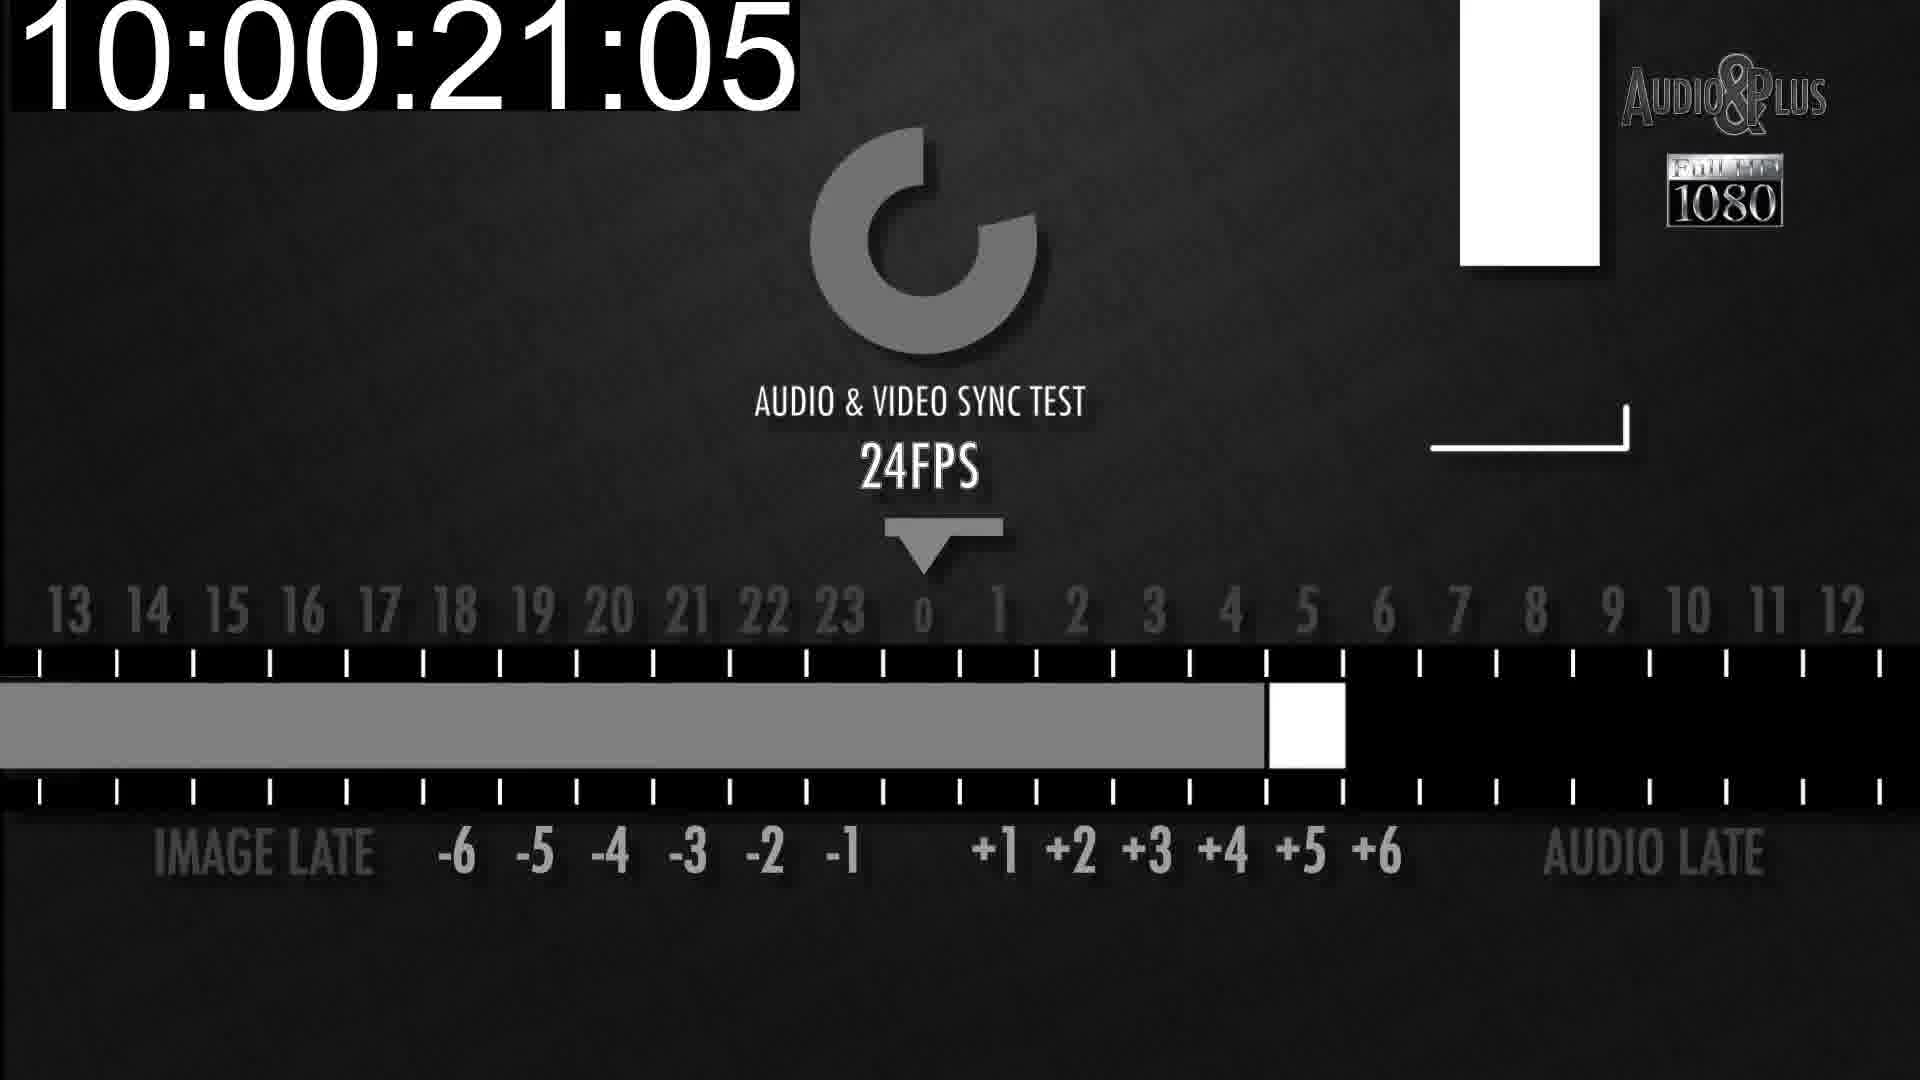 10:00:21:05
AUDIO & PLUS
Full HD
1080
AUDIO & VIDEO SYNC TEST
24FPS
13 14 15 16 17 18 19 20 21 22 23 0 1 2 3 4 5 6 7 8 9 10 11 12
IMAGE LATE -6 -5 -4 -3 -2 -1 +1 +2 +3 +4 +5 +6 AUDIO LATE